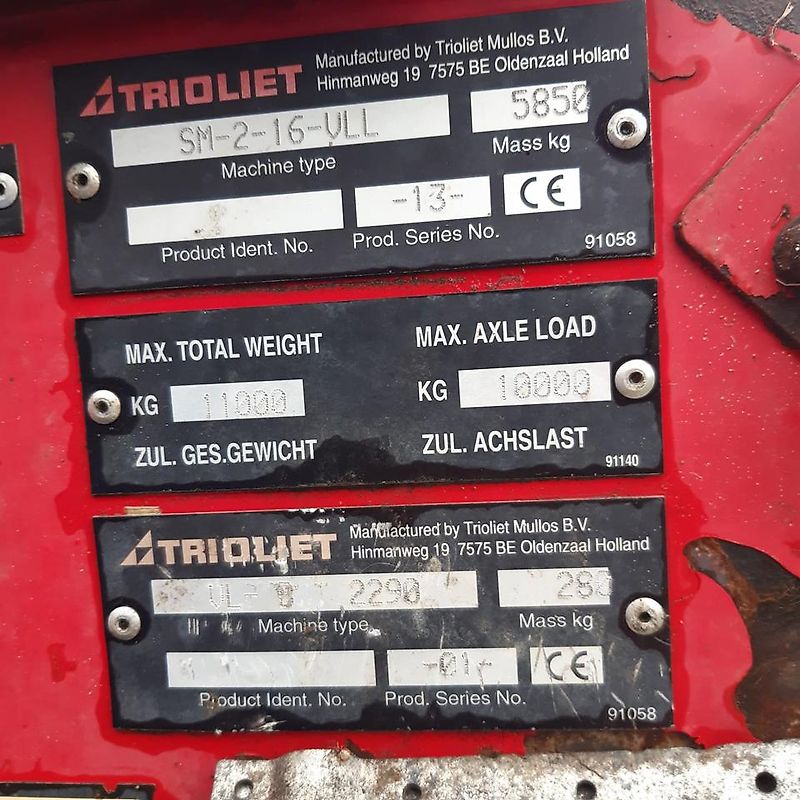 TRIOLIET
Manufactured by Trioliet Mullos B.V.
Hinmanweg 19 7575 BE Oldenzaal Holland
SM-2-16-VLL
5850
Machine type
Mass kg
-13-
CE
Product Ident. No.
Prod. Series No.
91058
MAX. TOTAL WEIGHT
MAX. AXLE LOAD
KG 11000
KG 10000
ZUL. GES.GEWICHT
ZUL. ACHSLAST
91140
TRIOLIET
Manufactured by Trioliet Mullos B.V.
Hinmanweg 19 7575 BE Oldenzaal Holland
VL- 2290
280
Machine type
Mass kg
-01-
CE
Product Ident. No.
Prod. Series No.
91058